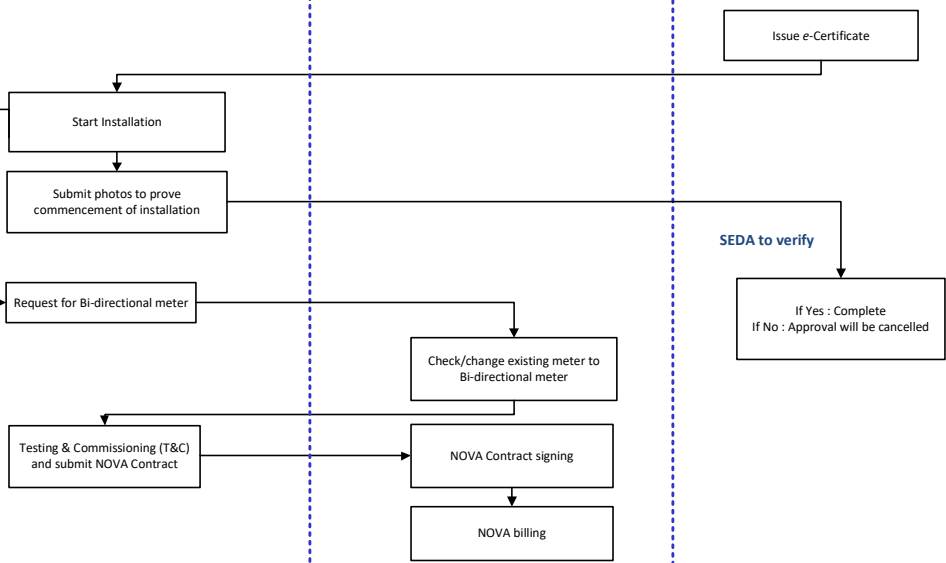 Issue e-Certificate
Start Installation
Submit photos to prove
commencement of installation
SEDA to verify
Request for Bi-directional meter
If Yes : Complete
If No : Approval will be cancelled
Check/change existing meter to
Bi-directional meter
Testing & Commissioning (T&C)
and submit NOVA Contract
NOVA Contract signing
NOVA billing